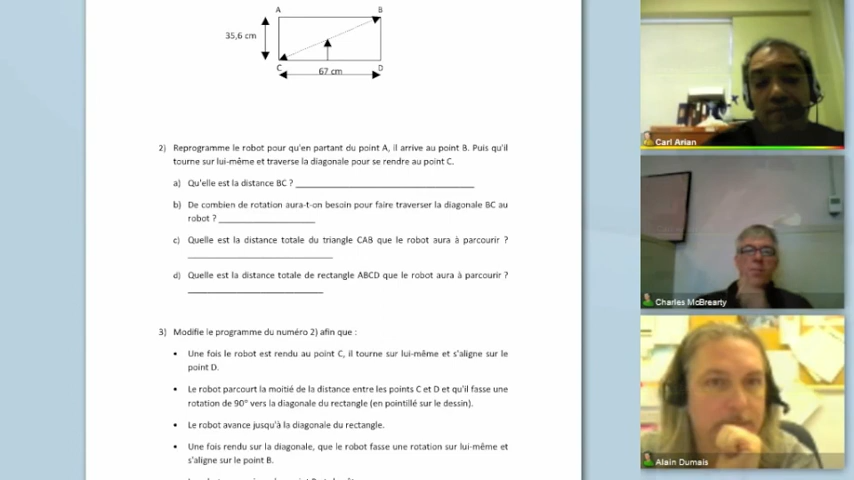 A B
35,6 cm
C D
67 cm
2) Reprogramme le robot pour qu'en partant du point A, il arrive au point B. Puis qu'il
tourne sur lui-même et traverse la diagonale pour se rendre au point C.
a) Qu'elle est la distance BC ?
b) De combien de rotation aura-t-on besoin pour faire traverser la diagonale BC au
robot ?
c) Quelle est la distance totale du triangle CAB que le robot aura à parcourir ?
d) Quelle est la distance totale de rectangle ABCD que le robot aura à parcourir ?
3) Modifie le programme du numéro 2) afin que :
• Une fois le robot est rendu au point C, il tourne sur lui-même et s'aligne sur le
point D.
• Le robot parcourt la moitié de la distance entre les points C et D et qu'il fasse une
rotation de 90° vers la diagonale du rectangle (en pointillé sur le dessin).
• Le robot avance jusqu'à la diagonale du rectangle.
• Une fois rendu sur la diagonale, que le robot fasse une rotation sur lui-même et
s'aligne sur le point B.
Carl Arian
Charles McBrearty
Alain Dumais